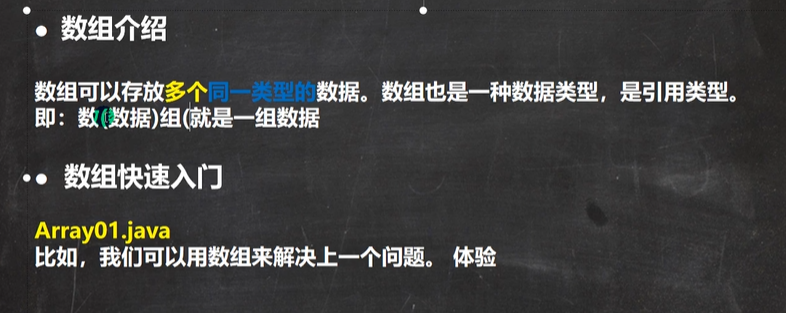 数组介绍
数组可以存放多个同一类型的数据。数组也是一种数据类型，是引用类型。
即：数(数据)组(就是一组数据
数组快速入门
Array01.java
比如，我们可以用数组来解决上一个问题。 体验